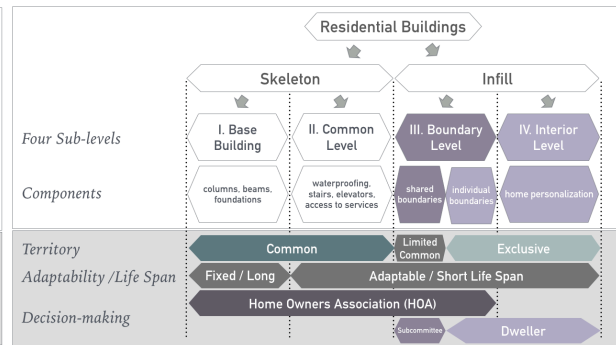 Residential Buildings
Skeleton
Infill
Four Sub-levels
I. Base
Building
II. Common
Level
III. Boundary
Level
IV. Interior
Level
Components
columns, beams,
foundations
waterproofing,
stairs, elevators,
access to services
shared
boundaries
individual
boundaries
home personalization
Territory
Common
Limited
Common
Exclusive
Adaptability /Life Span
Fixed / Long
Adaptable / Short Life Span
Decision-making
Home Owners Association (HOA)
Subcommittee
Dweller